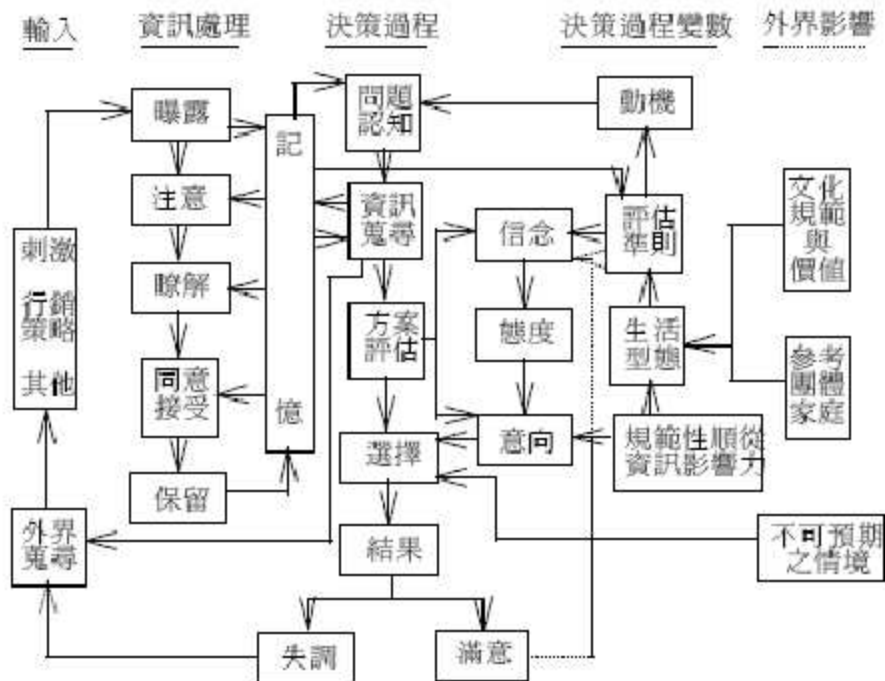 輸入
資訊處理
決策過程
決策過程變數
外界影響
刺激
行銷
策略
其他
外界
蒐尋
曝露
注意
瞭解
同意
接受
保留
記
憶
問題
認知
資訊
蒐尋
方案
評估
選擇
結果
失調
滿意
信念
態度
意向
動機
評估
準則
生活
型態
規範性順從
資訊影響力
文化
規範
與
價值
參考
團體
家庭
不可預期
之情境